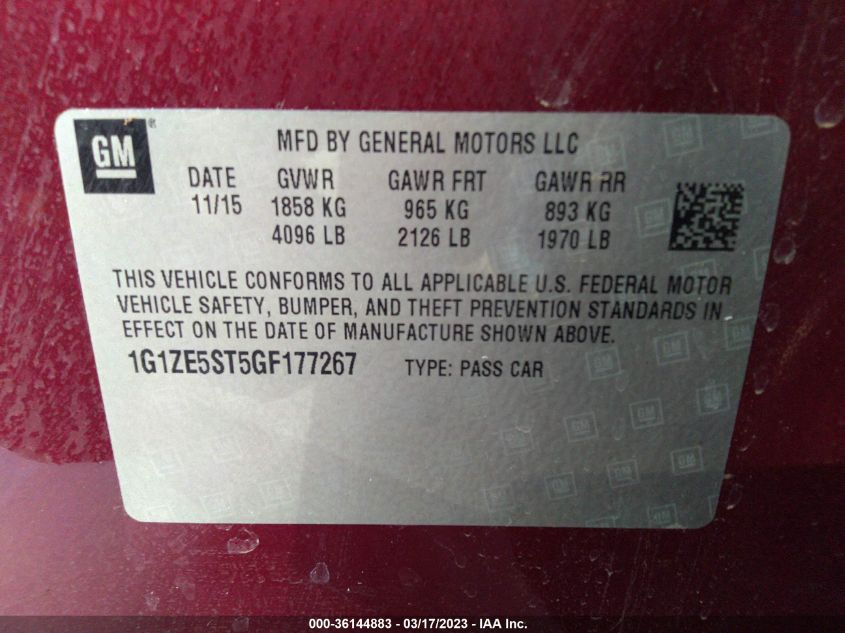 GM ®
MFD BY GENERAL MOTORS LLC
DATE GVWR GAWR FRT GAWR RR
11/15 1858 KG 965 KG 893 KG
4096 LB 2126 LB 1970 LB
THIS VEHICLE CONFORMS TO ALL APPLICABLE U.S. FEDERAL MOTOR
VEHICLE SAFETY, BUMPER, AND THEFT PREVENTION STANDARDS IN
EFFECT ON THE DATE OF MANUFACTURE SHOWN ABOVE.
1G1ZE5ST5GF177267 TYPE: PASS CAR
000-36144883 - 03/17/2023 - IAA Inc.